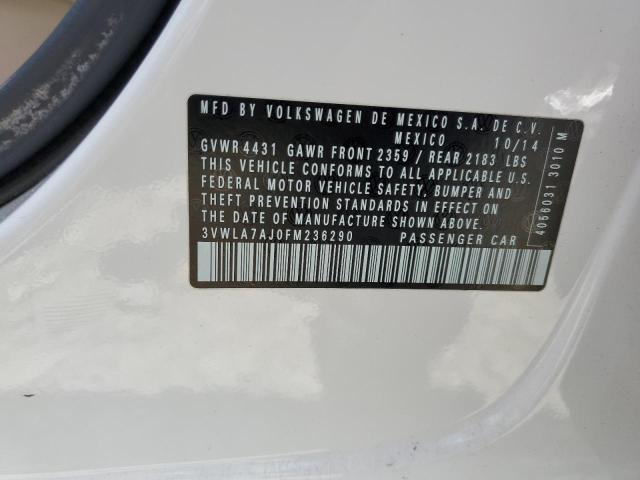 MFD BY VOLKSWAGEN DE MEXICO S.A. DE C.V.
MEXICO 10/14
GVWR 4431 GAWR FRONT 2359 / REAR 2183 LBS
THIS VEHICLE CONFORMS TO ALL APPLICABLE U.S.
FEDERAL MOTOR VEHICLE SAFETY, BUMPER AND
THEFT PREVENTION STANDARDS IN EFFECT ON
THE DATE OF MANUFACTURE SHOWN ABOVE.
3VWLA7AJ0FM236290 PASSENGER CAR
4056031 3010 M